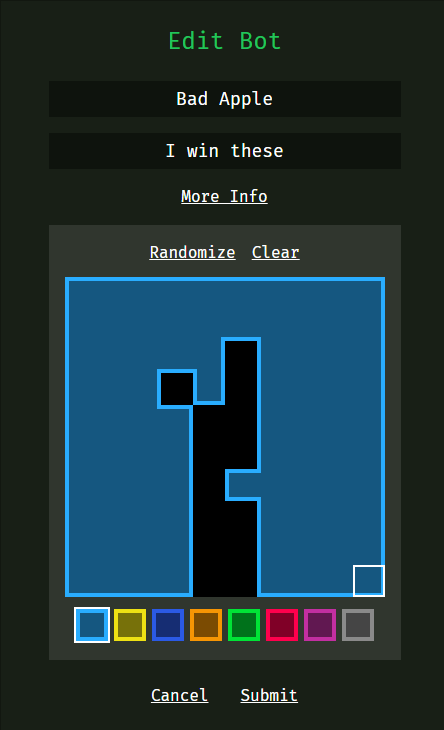 Edit Bot
Bad Apple
I win these
More Info
Randomize Clear
Cancel Submit